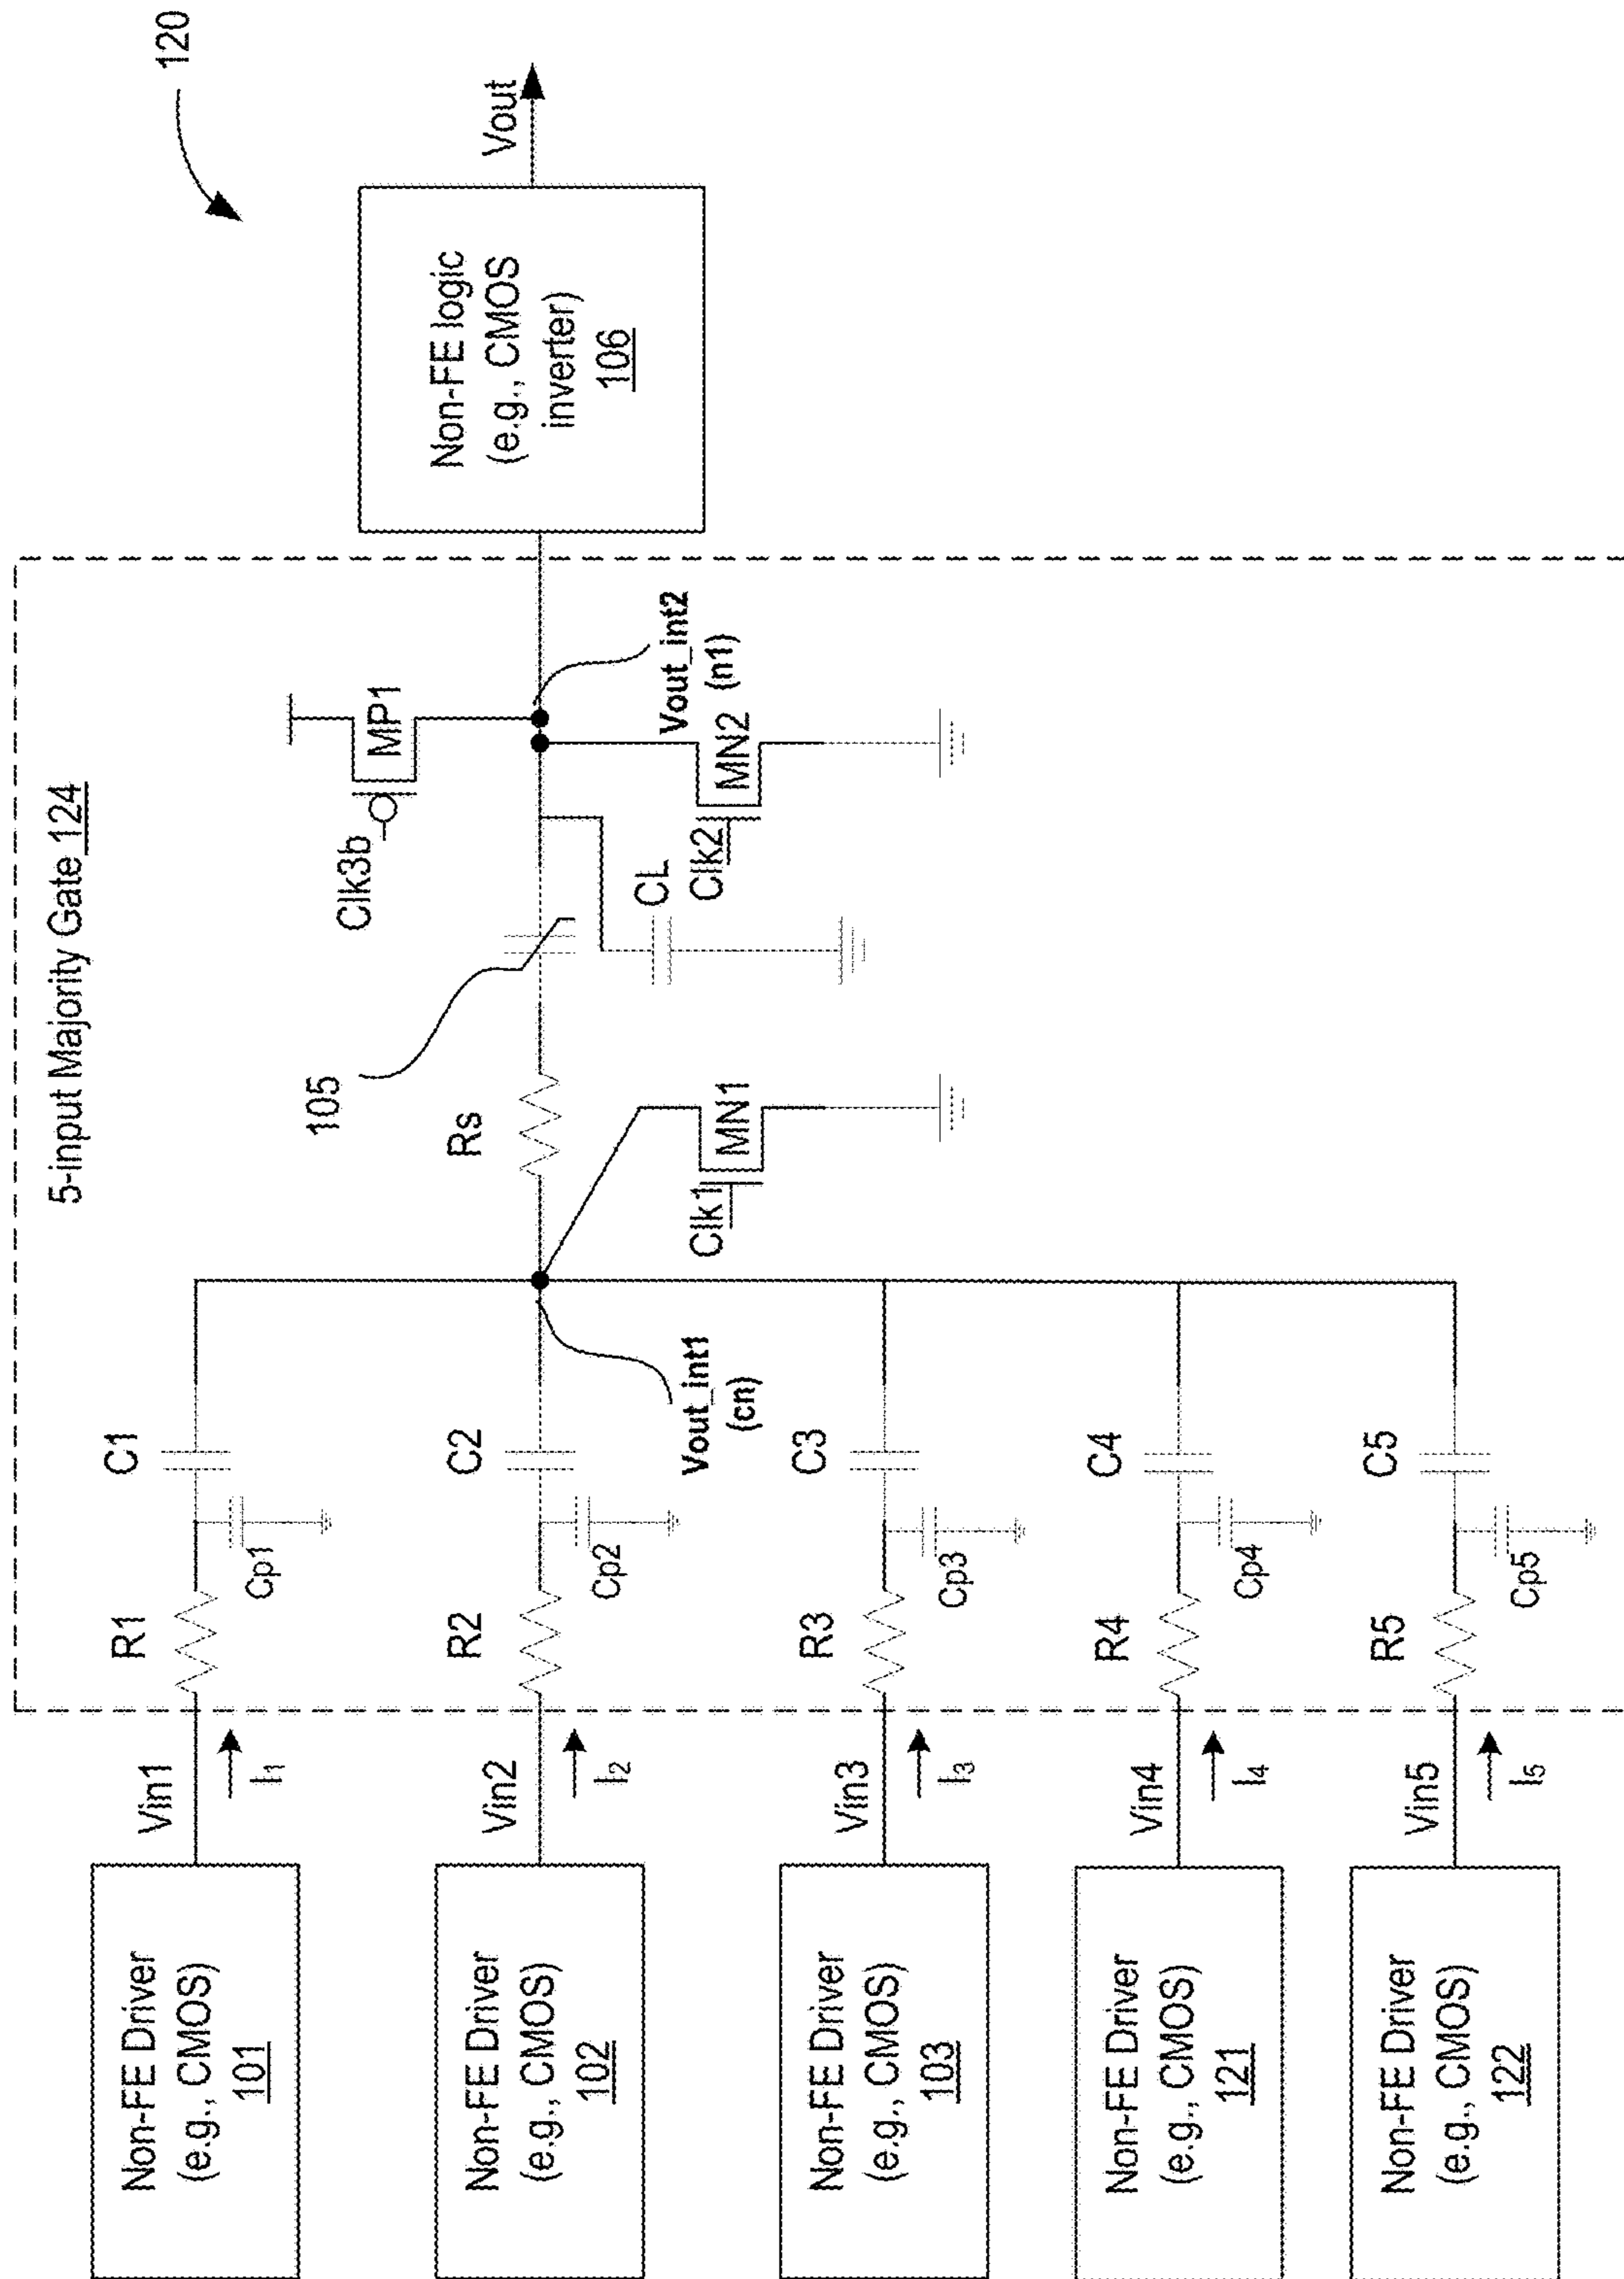 120
5-input Majority Gate 124
Non-FE Driver
(e.g., CMOS)
101
Vin1
I1
R1
Cp1
C1
Non-FE Driver
(e.g., CMOS)
102
Vin2
I2
R2
Cp2
C2
Vout_int1
(cn)
Non-FE Driver
(e.g., CMOS)
103
Vin3
I3
R3
Cp3
C3
Non-FE Driver
(e.g., CMOS)
121
Vin4
I4
R4
Cp4
C4
Non-FE Driver
(e.g., CMOS)
122
Vin5
I5
R5
Cp5
C5
Rs
105
Clk1
MN1
CL
Clk3b
MP1
Clk2
MN2
Vout_int2
(n1)
Non-FE logic
(e.g., CMOS
inverter)
106
Vout